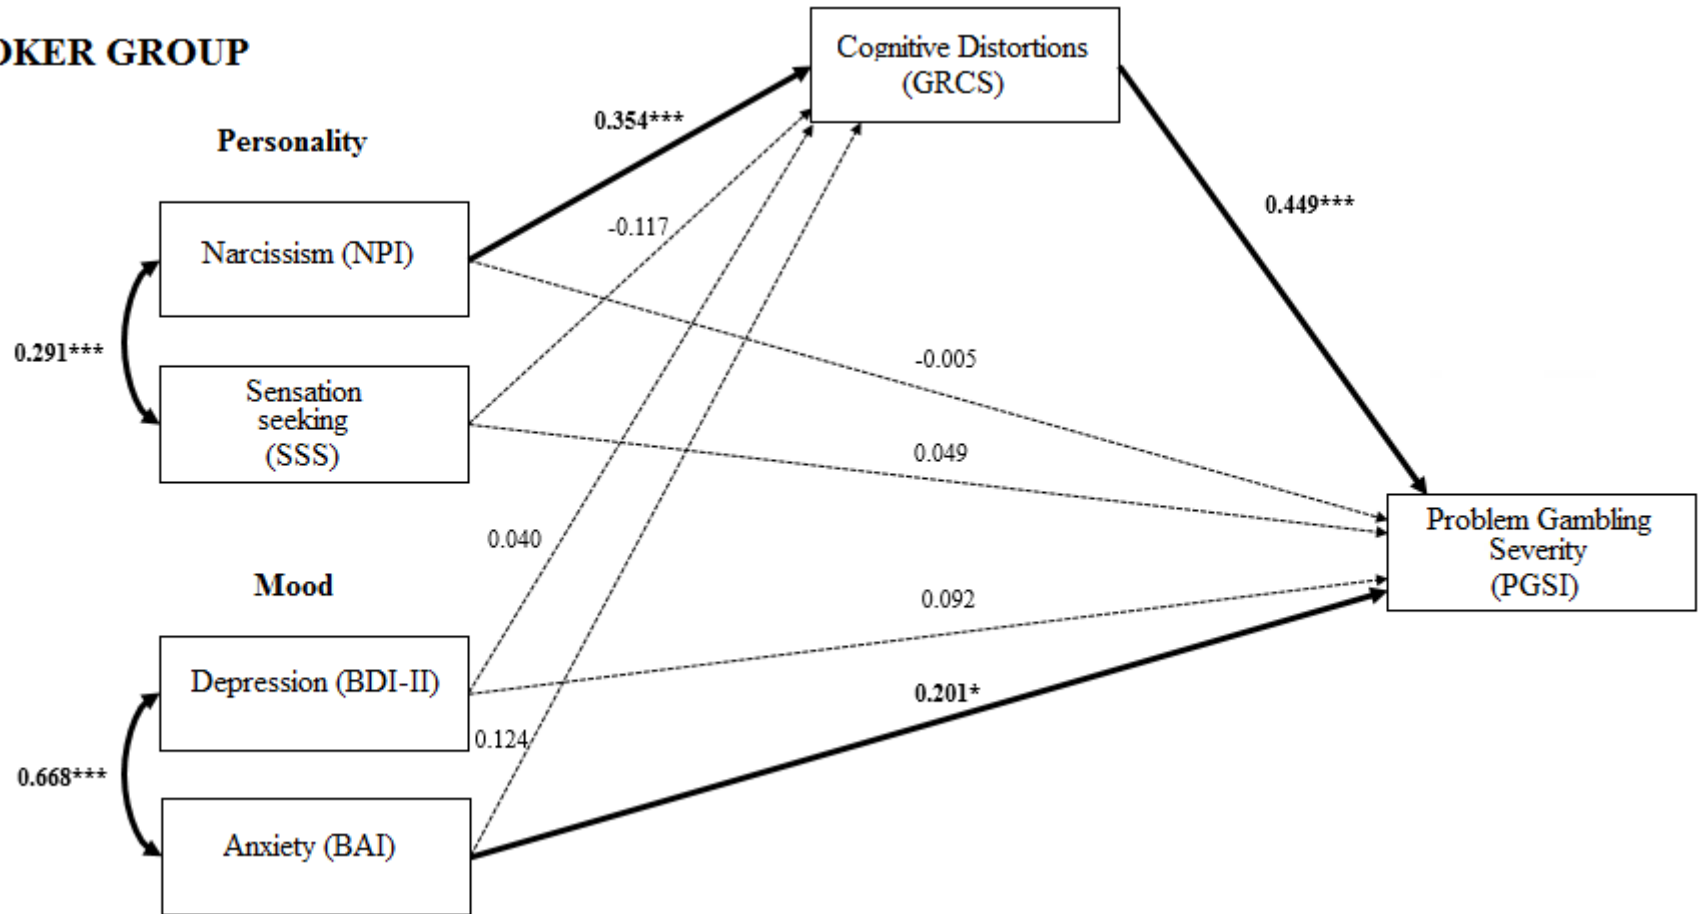 OKER GROUP
Cognitive Distortions
(GRCS)
0.354***
Personality
0.449***
-0.117
Narcissism (NPI)
0.291***
-0.005
Sensation
seeking
(SSS)
0.049
0.040
Problem Gambling
Severity
(PGSI)
Mood
0.092
Depression (BDI-II)
0.201*
0.124
0.668***
Anxiety (BAI)